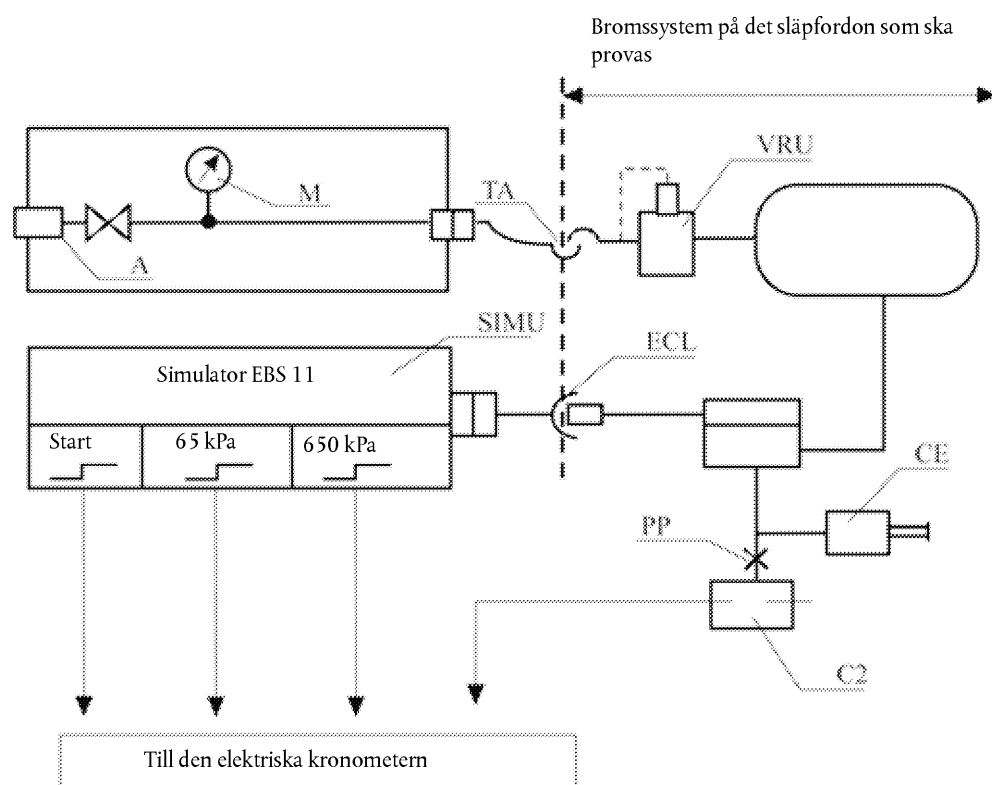 Bromssystem på det släpfordon som ska
provas
VRU
M
TA
A
SIMU
ECL
Simulator EBS 11
Start
65 kPa
650 kPa
CE
PP
C2
Till den elektriska kronometern